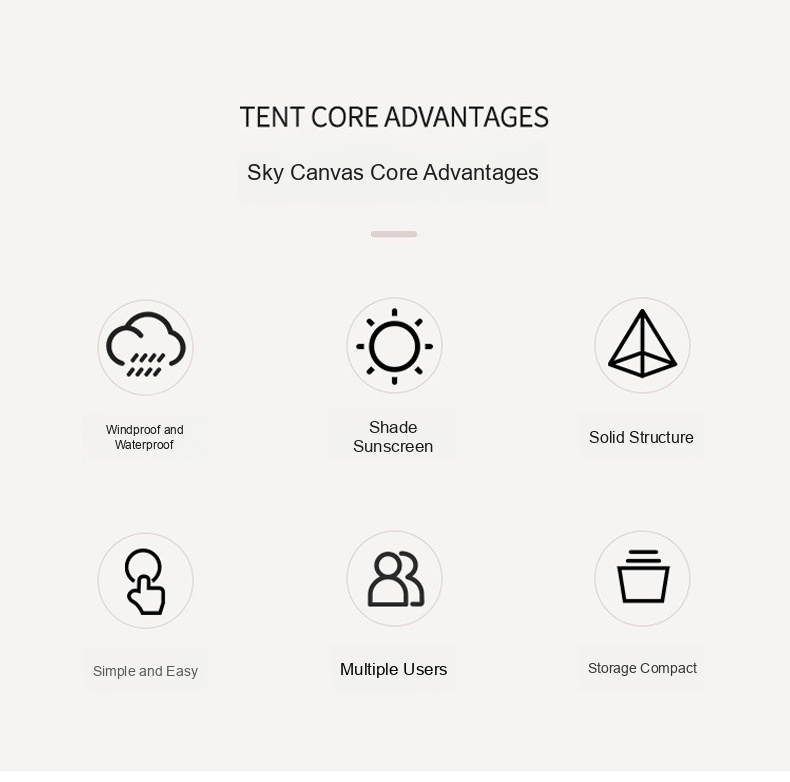 TENT CORE ADVANTAGES
Sky Canvas Core Advantages
Windproof and
Waterproof
Shade
Sunscreen
Solid Structure
Simple and Easy
Multiple Users
Storage Compact